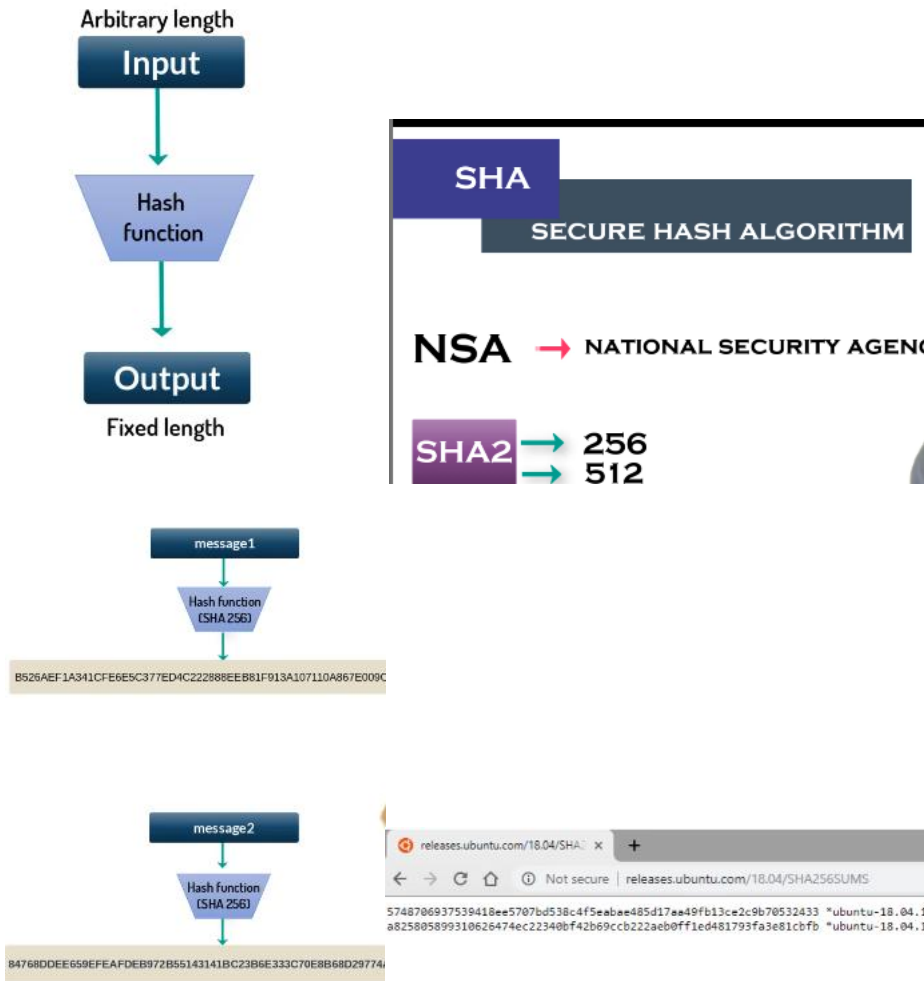 Arbitrary length
Input
Hash
function
Output
Fixed length
SHA
SECURE HASH ALGORITHM
NSA → NATIONAL SECURITY AGENC
SHA2 → 256
→ 512
message1
Hash function
(SHA 256)
B526AEF1A341CFE6E5C377ED4C222888EEB81F913A107110A867E009C
message2
Hash function
(SHA 256)
84768DDEE659EFEAFDEB972B55143141BC23B6E333C70E8B68D29774
releases.ubuntu.com/18.04/SHA
Not secure | releases.ubuntu.com/18.04/SHA256SUMS
5748706937539418ee5707bd538c4f5eabae485d17aa49fb13ce2c9b70532433 *ubuntu-18.04.1
a825805899310626474ec22340bf42b69ccb222aeb0ff1ed481793fa3e81cbfb *ubuntu-18.04.1